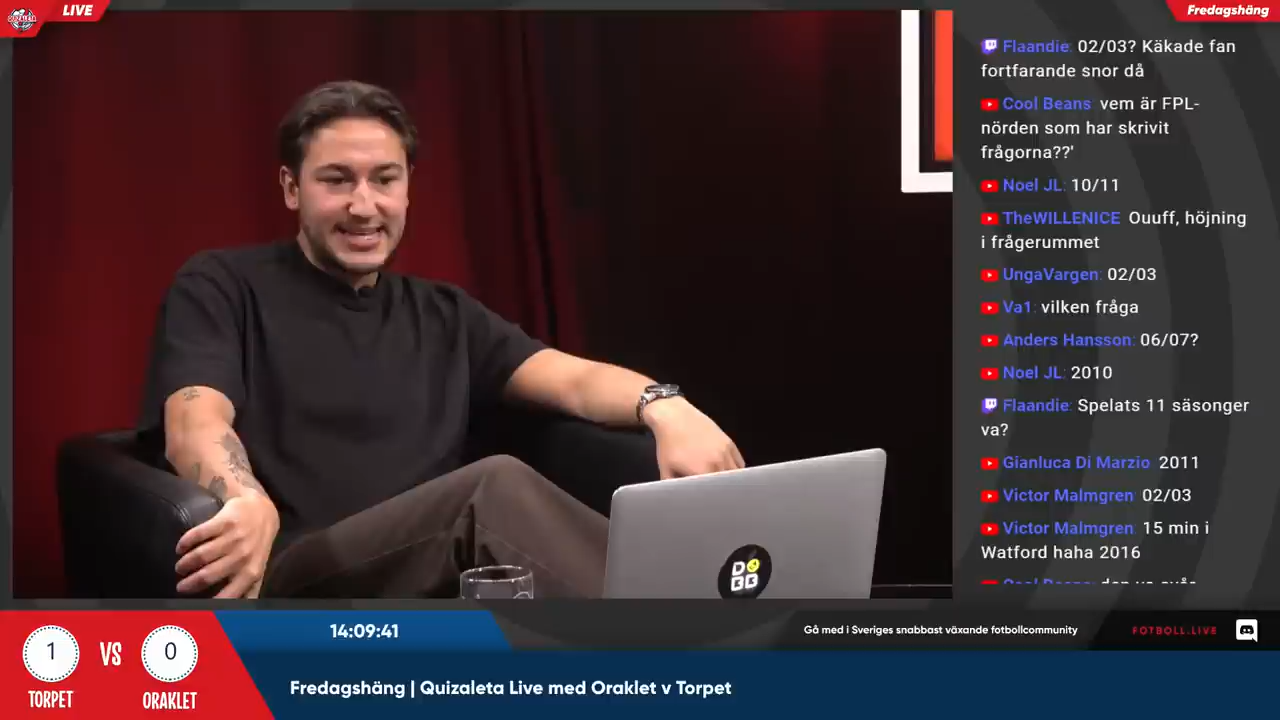 LIVE
Fredagshäng
Flaandie: 02/03? Käkade fan
fortfarande snor då
Cool Beans: vem är FPL-
nörden som har skrivit
frågorna??'
Noel JL: 10/11
TheWILLENICE: Ouuff, höjning
i frågerummet
UngaVargen: 02/03
Va1: vilken fråga
Anders Hansson: 06/07?
Noel JL: 2010
Flaandie: Spelats 11 säsonger
va?
Gianluca Di Marzio: 2011
Victor Malmgren: 02/03
Victor Malmgren: 15 min i
Watford haha 2016
1 VS 0
TORPET ORAKLET
14:09:41
Gå med i Sveriges snabbast växande fotbollcommunity
FOTBOLL.LIVE
Fredagshäng | Quizaleta Live med Oraklet v Torpet